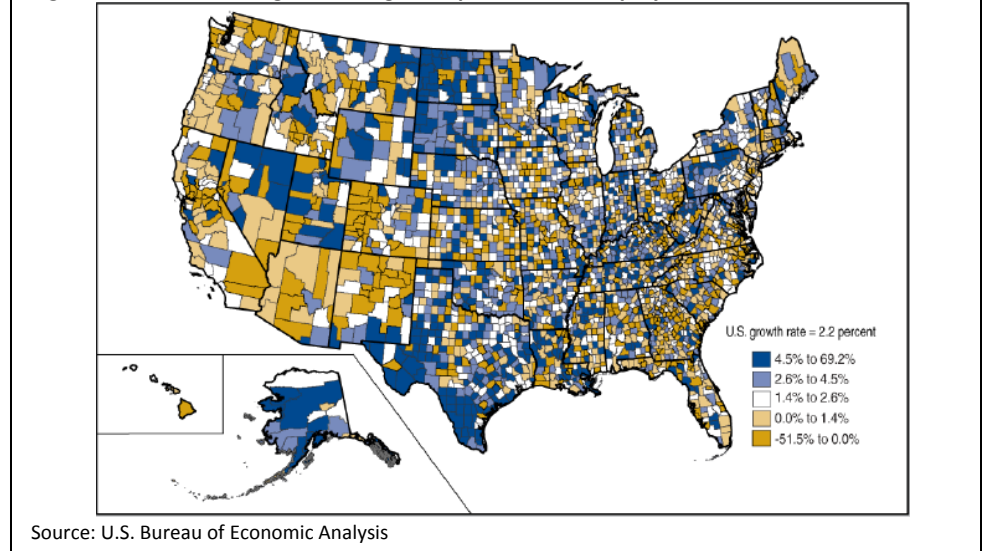 U.S. growth rate = 2.2 percent
4.5% to 69.2%
2.6% to 4.5%
1.4% to 2.6%
0.0% to 1.4%
-51.5% to 0.0%
Source: U.S. Bureau of Economic Analysis